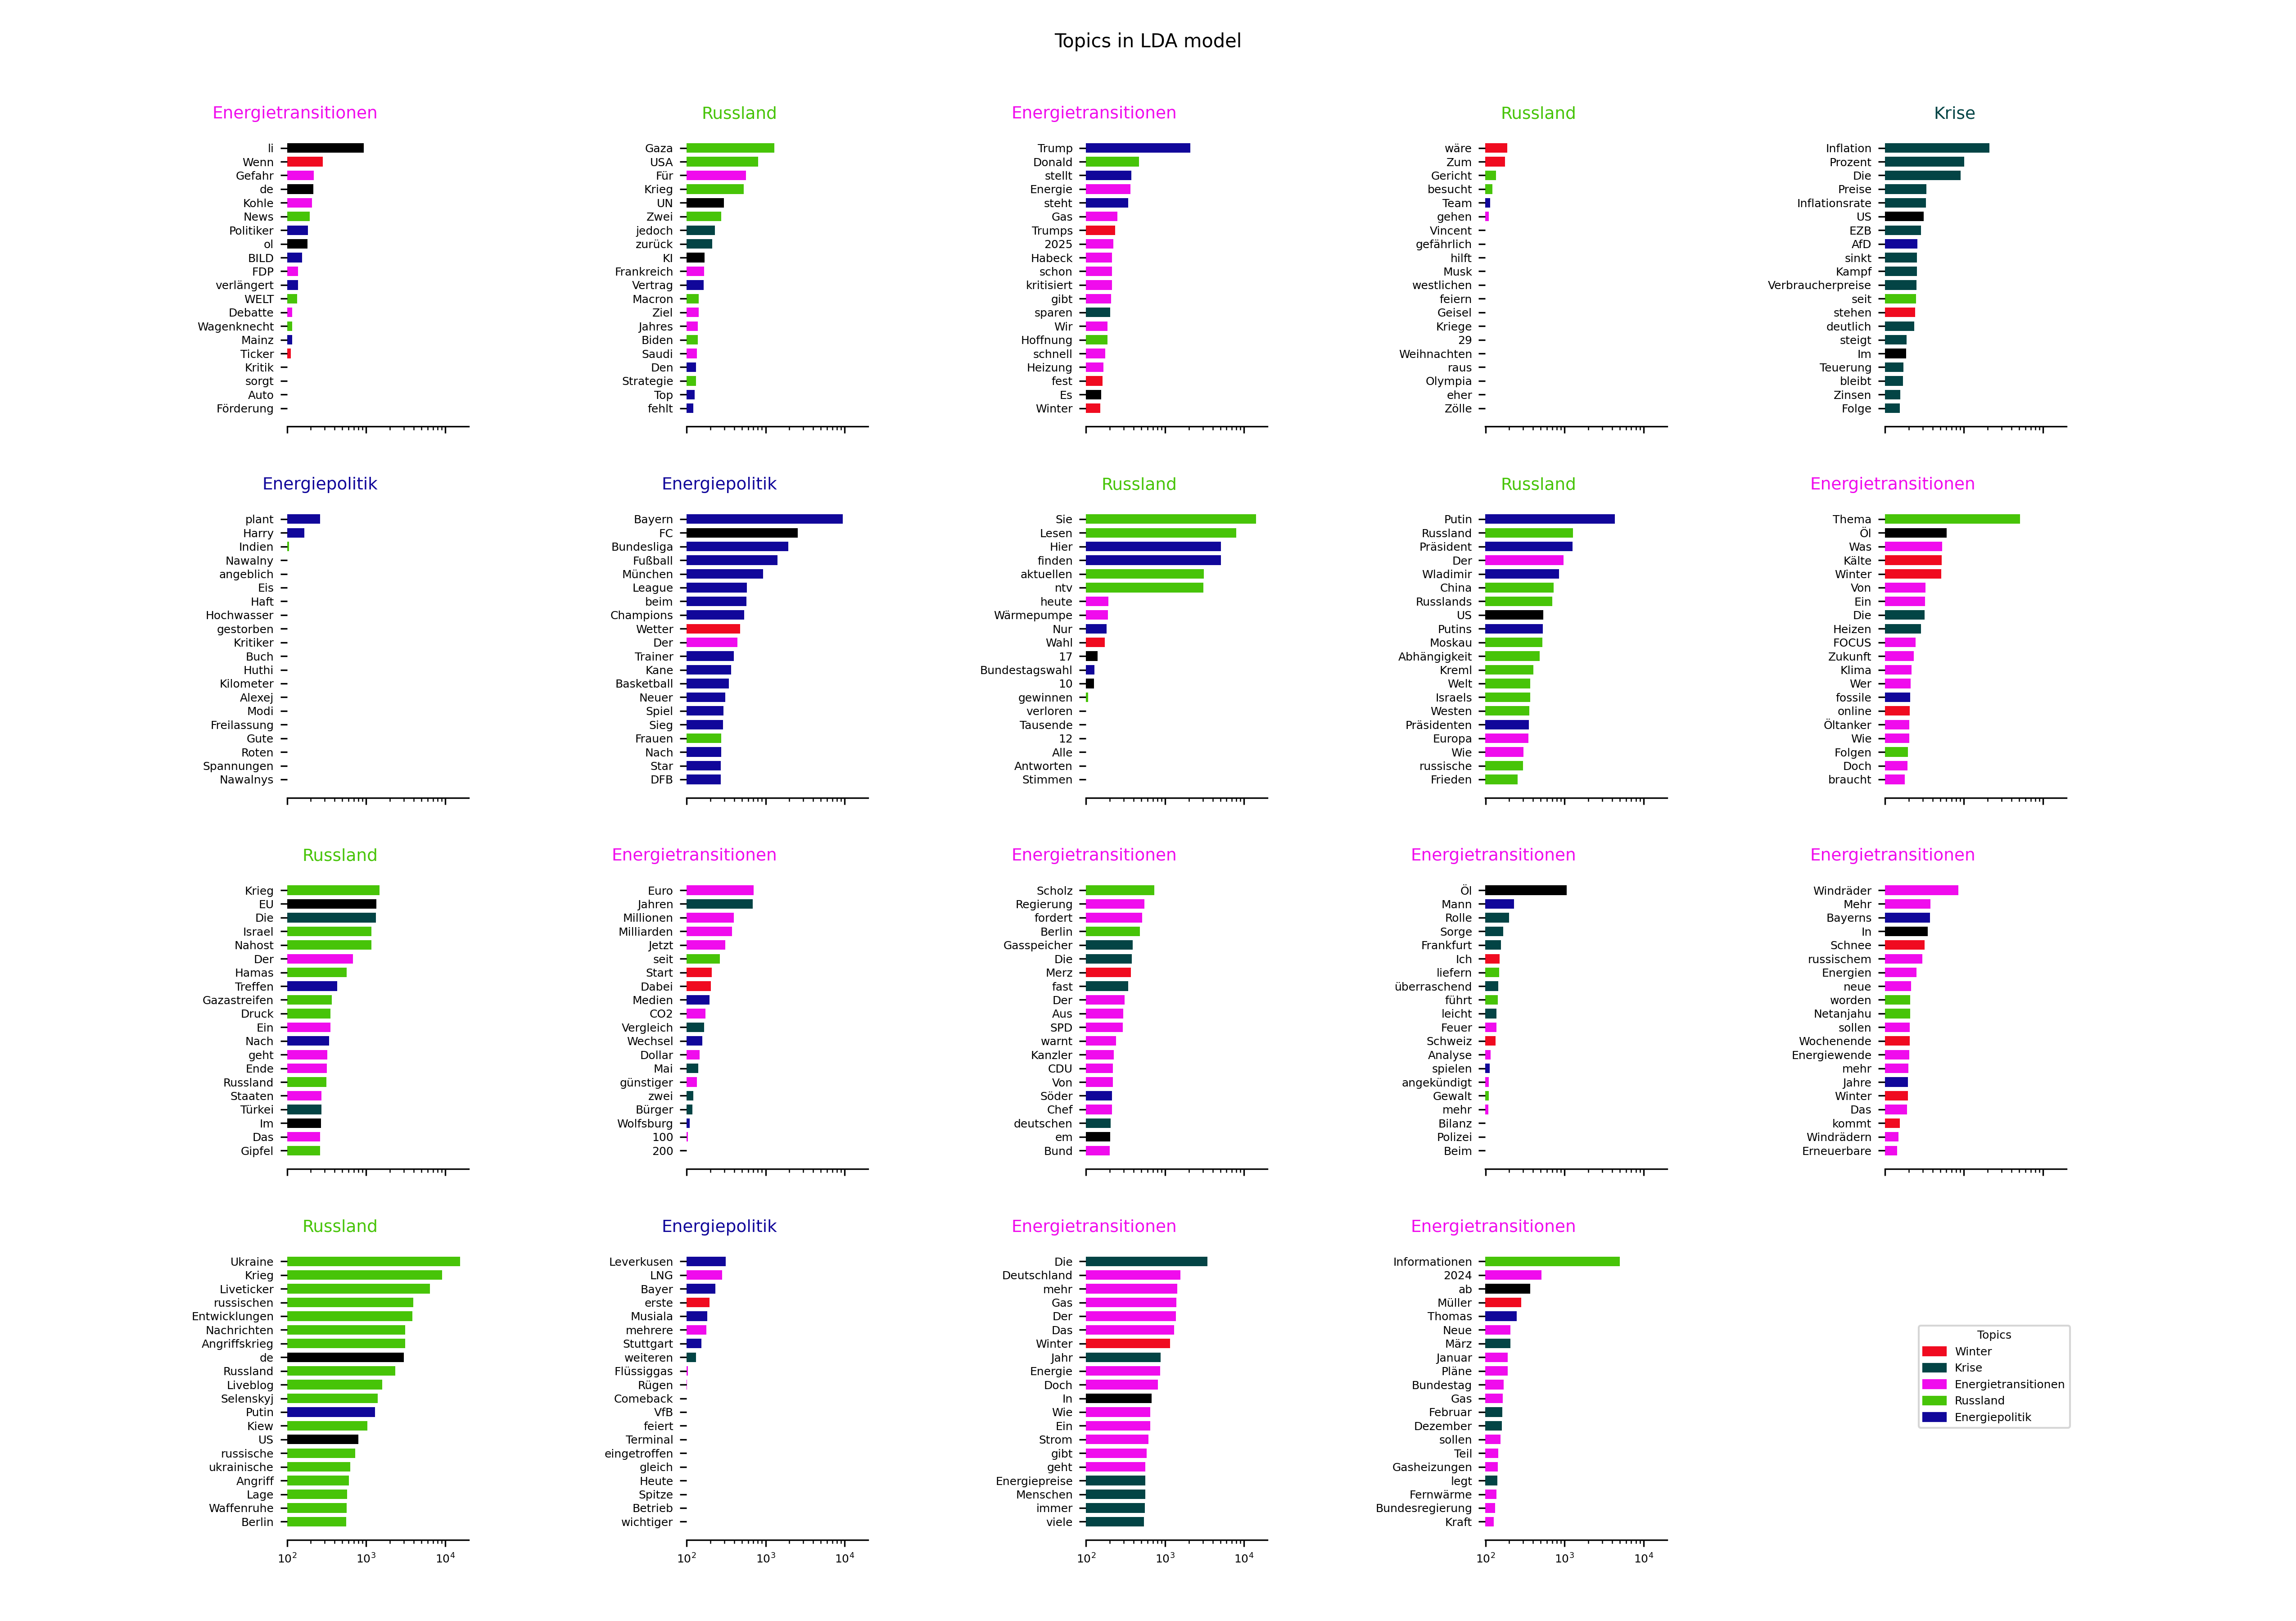 Topics in LDA model
Energietransitionen
li
Wenn
Gefahr
de
Kohle
News
Politiker
ol
BILD
FDP
verlängert
WELT
Debatte
Wagenknecht
Mainz
Ticker
Kritik
sorgt
Auto
Förderung
Russland
Gaza
USA
Für
Krieg
UN
Zwei
jedoch
zurück
KI
Frankreich
Vertrag
Macron
Ziel
Jahres
Biden
Saudi
Den
Strategie
Top
fehlt
Energietransitionen
Trump
Donald
stellt
Energie
steht
Gas
Trumps
2025
Habeck
schon
kritisiert
gibt
sparen
Wir
Hoffnung
schnell
Heizung
fest
Es
Winter
Russland
wäre
Zum
Gericht
besucht
Team
gehen
Vincent
gefährlich
hilft
Musk
westlichen
feiern
Geisel
Kriege
29
Weihnachten
raus
Olympia
eher
Zölle
Krise
Inflation
Prozent
Die
Preise
Inflationsrate
US
EZB
AfD
sinkt
Kampf
Verbraucherpreise
seit
stehen
deutlich
steigt
Im
Teuerung
bleibt
Zinsen
Folge
Energiepolitik
plant
Harry
Indien
Nawalny
angeblich
Eis
Haft
Hochwasser
gestorben
Kritiker
Buch
Huthi
Kilometer
Alexej
Modi
Freilassung
Gute
Roten
Spannungen
Nawalnys
Energiepolitik
Bayern
FC
Bundesliga
Fußball
München
League
beim
Champions
Wetter
Der
Trainer
Kane
Basketball
Neuer
Spiel
Sieg
Frauen
Nach
Star
DFB
Russland
Sie
Lesen
Hier
finden
aktuellen
ntv
heute
Wärmepumpe
Nur
Wahl
17
Bundestagswahl
10
gewinnen
verloren
Tausende
12
Alle
Antworten
Stimmen
Russland
Putin
Russland
Präsident
Der
Wladimir
China
Russlands
US
Putins
Moskau
Abhängigkeit
Kreml
Welt
Israels
Westen
Präsidenten
Europa
Wie
russische
Frieden
Energietransitionen
Thema
Öl
Was
Kälte
Winter
Von
Ein
Die
Heizen
FOCUS
Zukunft
Klima
Wer
fossile
online
Öltanker
Wie
Folgen
Doch
braucht
Russland
Krieg
EU
Die
Israel
Nahost
Der
Hamas
Treffen
Gazastreifen
Druck
Ein
Nach
geht
Ende
Russland
Staaten
Türkei
Im
Das
Gipfel
Energietransitionen
Euro
Jahren
Millionen
Milliarden
Jetzt
seit
Start
Dabei
Medien
CO2
Vergleich
Wechsel
Dollar
Mai
günstiger
zwei
Bürger
Wolfsburg
100
200
Energietransitionen
Scholz
Regierung
fordert
Berlin
Gasspeicher
Die
Merz
fast
Der
Aus
SPD
warnt
Kanzler
CDU
Von
Söder
Chef
deutschen
em
Bund
Energietransitionen
Öl
Mann
Rolle
Sorge
Frankfurt
Ich
liefern
überraschend
führt
leicht
Feuer
Schweiz
Analyse
spielen
angekündigt
Gewalt
mehr
Bilanz
Polizei
Beim
Energietransitionen
Windräder
Mehr
Bayerns
In
Schnee
russischem
Energien
neue
worden
Netanjahu
sollen
Wochenende
Energiewende
mehr
Jahre
Winter
Das
kommt
Windrädern
Erneuerbare
Russland
Ukraine
Krieg
Liveticker
russischen
Entwicklungen
Nachrichten
Angriffskrieg
de
Russland
Liveblog
Selenskyj
Putin
Kiew
US
russische
ukrainische
Angriff
Lage
Waffenruhe
Berlin
10² 10³ 10⁴
Energiepolitik
Leverkusen
LNG
Bayer
erste
Musiala
mehrere
Stuttgart
weiteren
Flüssiggas
Rügen
Comeback
VfB
feiert
Terminal
eingetroffen
gleich
Heute
Spitze
Betrieb
wichtiger
10² 10³ 10⁴
Energietransitionen
Die
Deutschland
mehr
Gas
Der
Das
Winter
Jahr
Energie
Doch
In
Wie
Ein
Strom
gibt
geht
Energiepreise
Menschen
immer
viele
10² 10³ 10⁴
Energietransitionen
Informationen
2024
ab
Müller
Thomas
Neue
März
Januar
Pläne
Bundestag
Gas
Februar
Dezember
sollen
Teil
Gasheizungen
legt
Fernwärme
Bundesregierung
Kraft
10² 10³ 10⁴
Topics
Winter
Krise
Energietransitionen
Russland
Energiepolitik